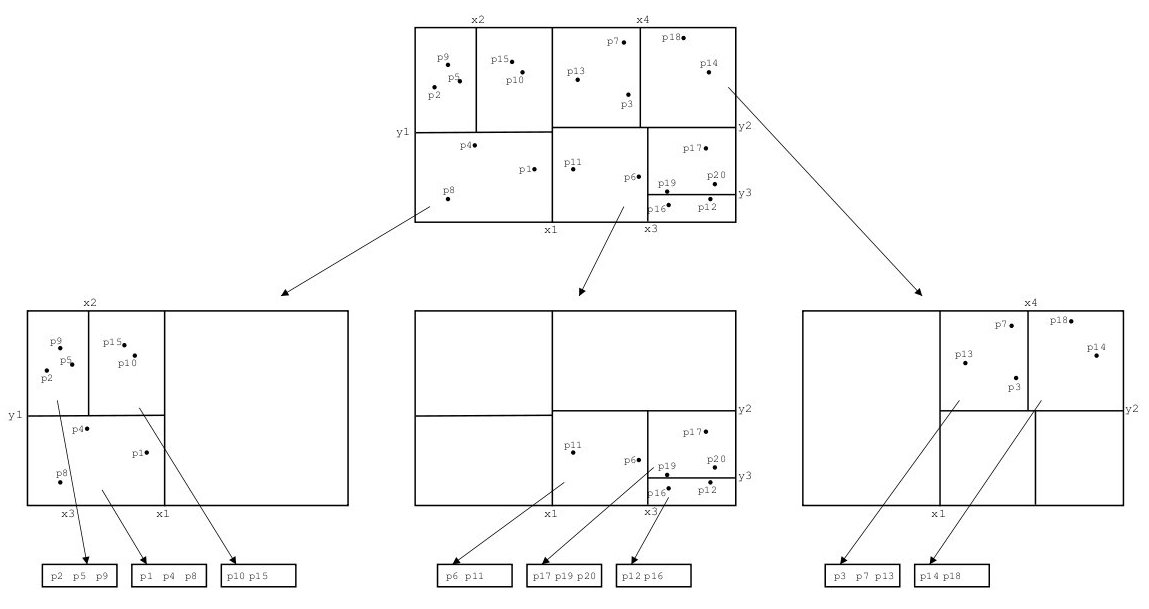 x2 x4
p7 p18
p9 p15 p14
p5 p10 p13
p2 p3
y1 y2
p4 p17
p1 p11 p6 p20
p8 p19
y3
p16 p12
x1 x3
x2 x4
p7 p18
p9 p15 p14
p5 p10 p13
p2 p3
y1 y2 y2
p4 p17
p1 p11 p6 p20
p8 p19
y3
p16 p12
x3 x1 x1 x3 x1
p2 p5 p9
p1 p4 p8
p10 p15
p6 p11
p17 p19 p20
p12 p16
p3 p7 p13
p14 p18